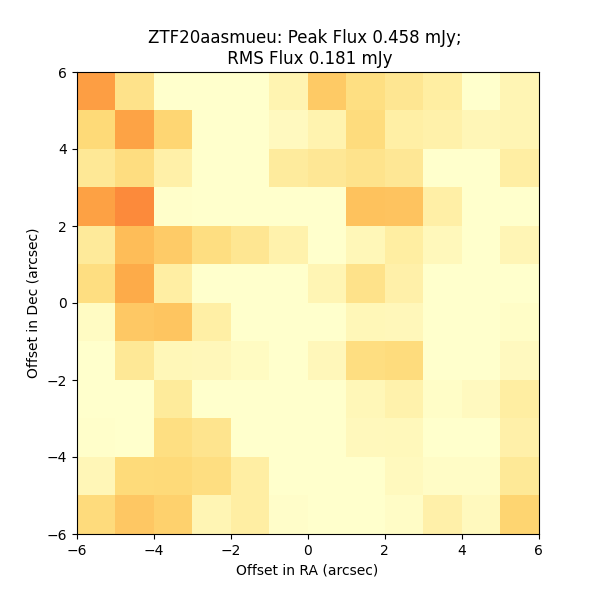 ZTF20aasmueu: Peak Flux 0.458 mJy;
RMS Flux 0.181 mJy
6
4
2
0
−2
−4
−6
Offset in Dec (arcsec)
−6 −4 −2 0 2 4 6
Offset in RA (arcsec)